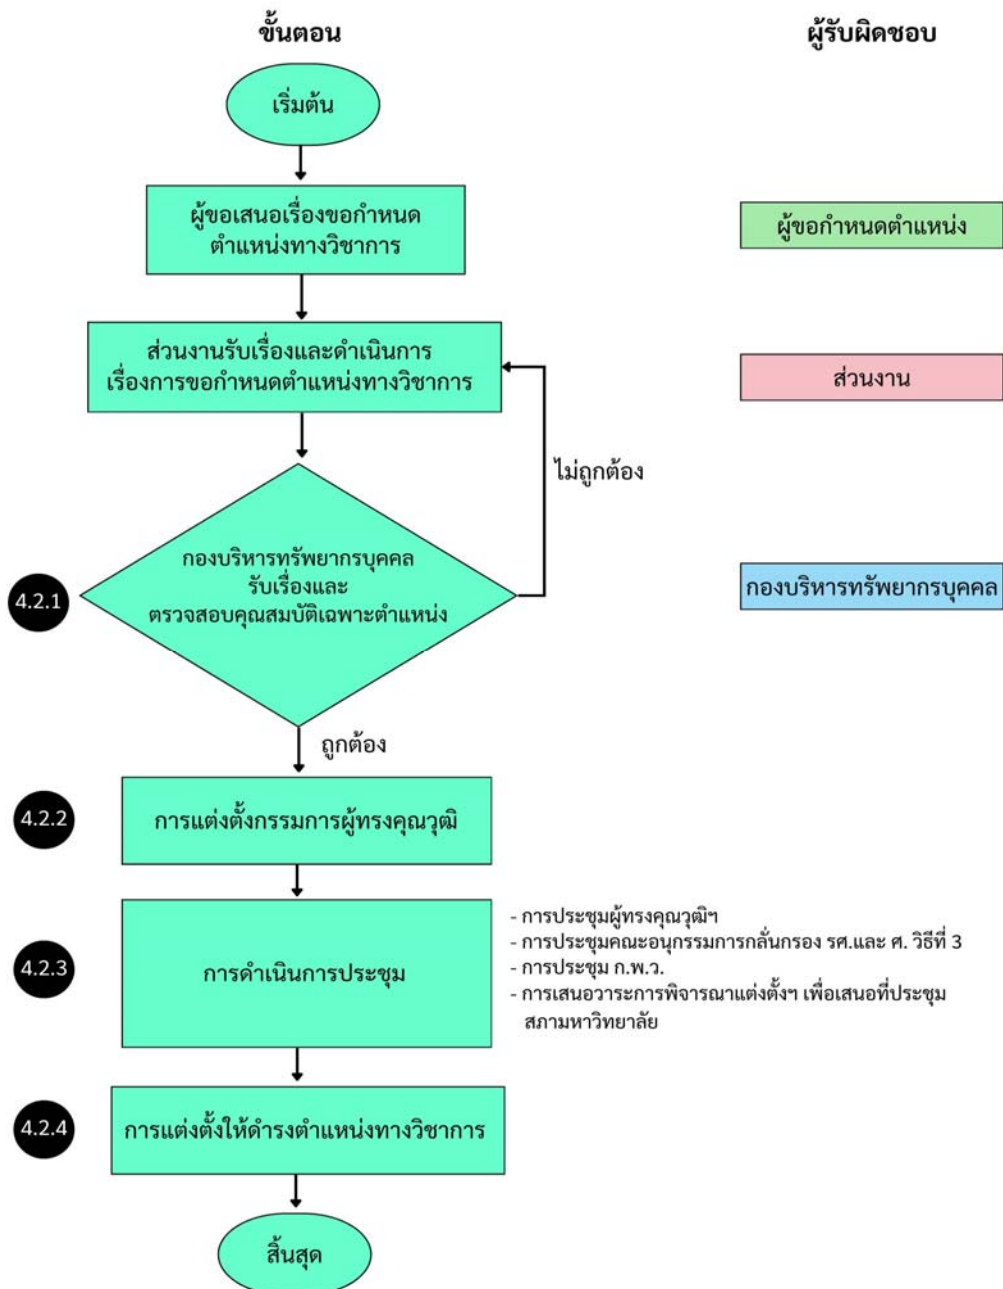 ขั้นตอน
ผู้รับผิดชอบ
เริ่มต้น
ผู้ขอเสนอเรื่องขอกำหนด
ตำแหน่งทางวิชาการ
ผู้ขอกำหนดตำแหน่ง
ส่วนงานรับเรื่องและดำเนินการ
เรื่องการขอกำหนดตำแหน่งทางวิชาการ
ส่วนงาน
ไม่ถูกต้อง
4.2.1
กองบริหารทรัพยากรบุคคล
รับเรื่องและ
ตรวจสอบคุณสมบัติเฉพาะตำแหน่ง
กองบริหารทรัพยากรบุคคล
ถูกต้อง
4.2.2
การแต่งตั้งกรรมการผู้ทรงคุณวุฒิ
4.2.3
การดำเนินการประชุม
- การประชุมผู้ทรงคุณวุฒิฯ
- การประชุมคณะอนุกรรมการกลั่นกรอง รศ.และ ศ. วิธีที่ 3
- การประชุม ก.พ.ว.
- การเสนอวาระการพิจารณาแต่งตั้งฯ เพื่อเสนอที่ประชุม
สภามหาวิทยาลัย
4.2.4
การแต่งตั้งให้ดำรงตำแหน่งทางวิชาการ
สิ้นสุด